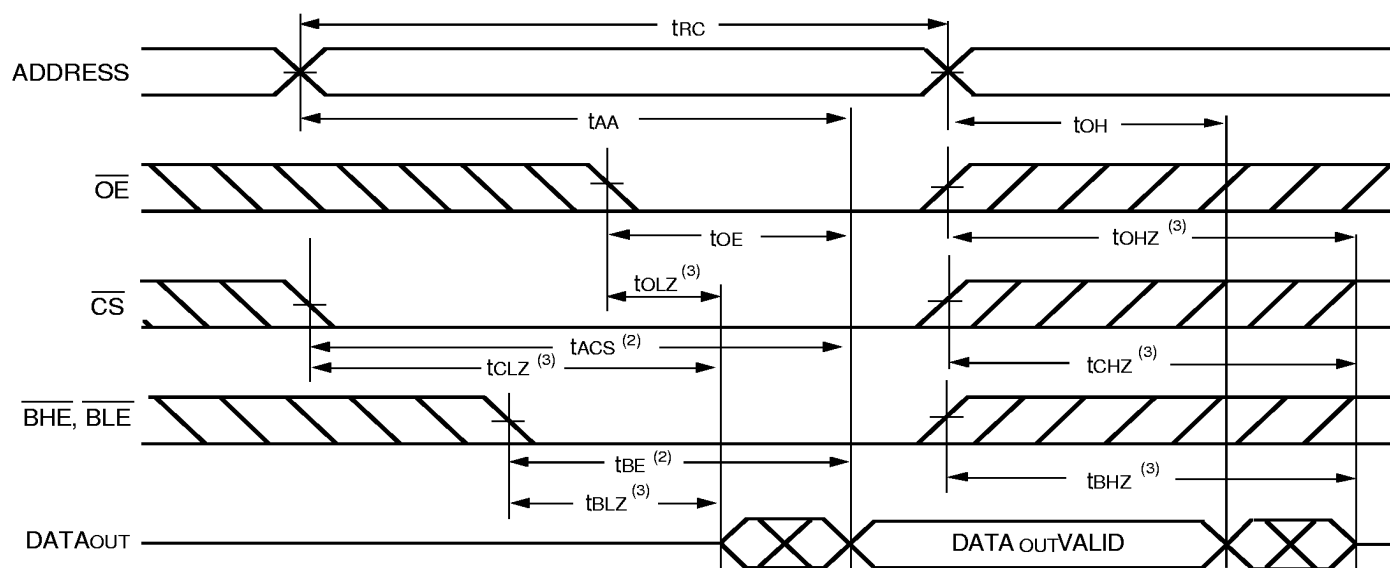 tRC
ADDRESS
tAA
tOH
OE
tOE
tOHZ (3)
tOLZ (3)
CS
tACS (2)
tCLZ (3)
tCHZ (3)
BHE, BLE
tBE (2)
tBHZ (3)
tBLZ (3)
DATAOUT
DATA OUTVALID